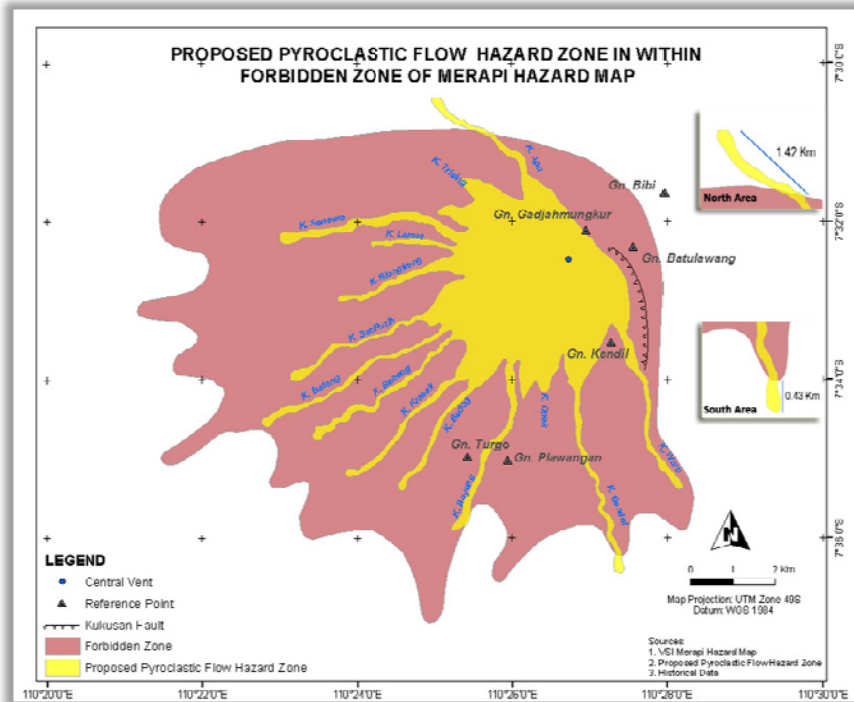 PROPOSED PYROCLASTIC FLOW HAZARD ZONE IN WITHIN
FORBIDDEN ZONE OF MERAPI HAZARD MAP
7°30'0"S
K. Apu
K. Trising
Gn. Bibi
1.42 Km
North Area
K. Senowo
Gn. Gadjahmungkur
7°32'0"S
K. Lamat
Gn. Batulawang
K. Blongkeng
K. Sat/Putih
Gn. Kendil
7°34'0"S
K. Batang
K. Bebeng
K. Krasak
K. Bedog
K. Opak
0.43 Km
South Area
Gn. Turgo
Gn. Plawangan
K. Woro
K. Boyong
K. Gendol
N
LEGEND
Central Vent
Reference Point
Kukusan Fault
Forbidden Zone
Proposed Pyroclastic Flow Hazard Zone
0 1 2 Km
Map Projection: UTM Zone 49S
Datum: WGS 1984
Sources:
1. VSI Merapi Hazard Map
2. Proposed Pyroclastic Flow Hazard Zone
3. Historical Data
110°20'0"E 110°22'0"E 110°24'0"E 110°26'0"E 110°28'0"E 110°30'0"E